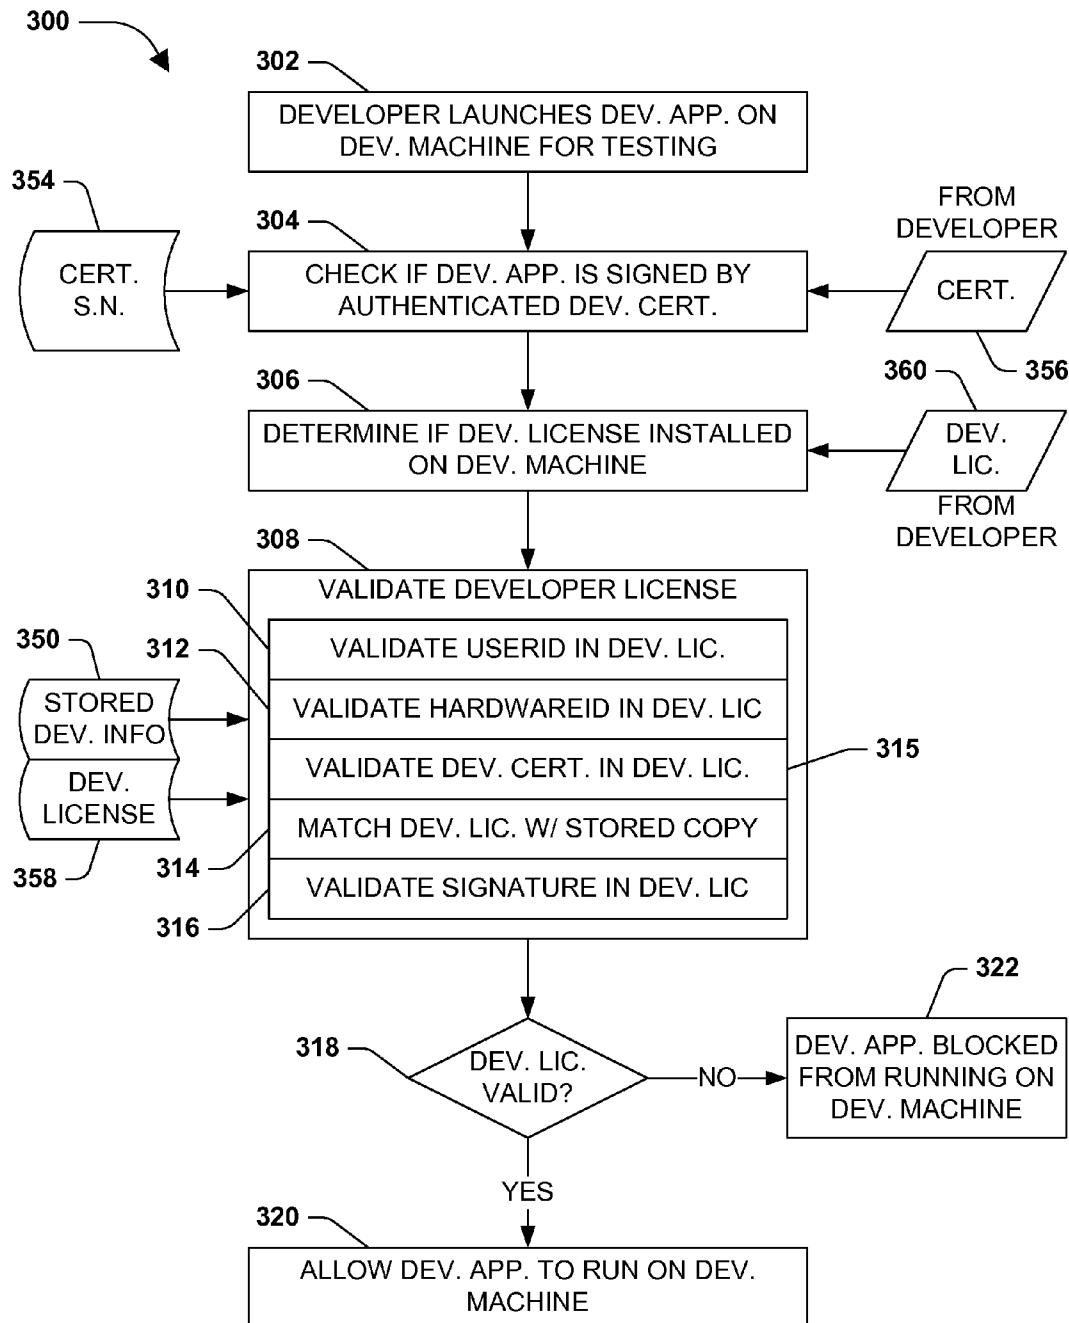 300
302
DEVELOPER LAUNCHES DEV. APP. ON
DEV. MACHINE FOR TESTING
354
CERT.
S.N.
304
CHECK IF DEV. APP. IS SIGNED BY
AUTHENTICATED DEV. CERT.
FROM
DEVELOPER
CERT.
356
306
DETERMINE IF DEV. LICENSE INSTALLED
ON DEV. MACHINE
360
DEV.
LIC.
FROM
DEVELOPER
308
VALIDATE DEVELOPER LICENSE
310
VALIDATE USERID IN DEV. LIC.
312
VALIDATE HARDWAREID IN DEV. LIC
350
STORED
DEV. INFO
315
VALIDATE DEV. CERT. IN DEV. LIC.
DEV.
LICENSE
358
314
MATCH DEV. LIC. W/ STORED COPY
316
VALIDATE SIGNATURE IN DEV. LIC
318
DEV. LIC.
VALID?
NO
322
DEV. APP. BLOCKED
FROM RUNNING ON
DEV. MACHINE
YES
320
ALLOW DEV. APP. TO RUN ON DEV.
MACHINE